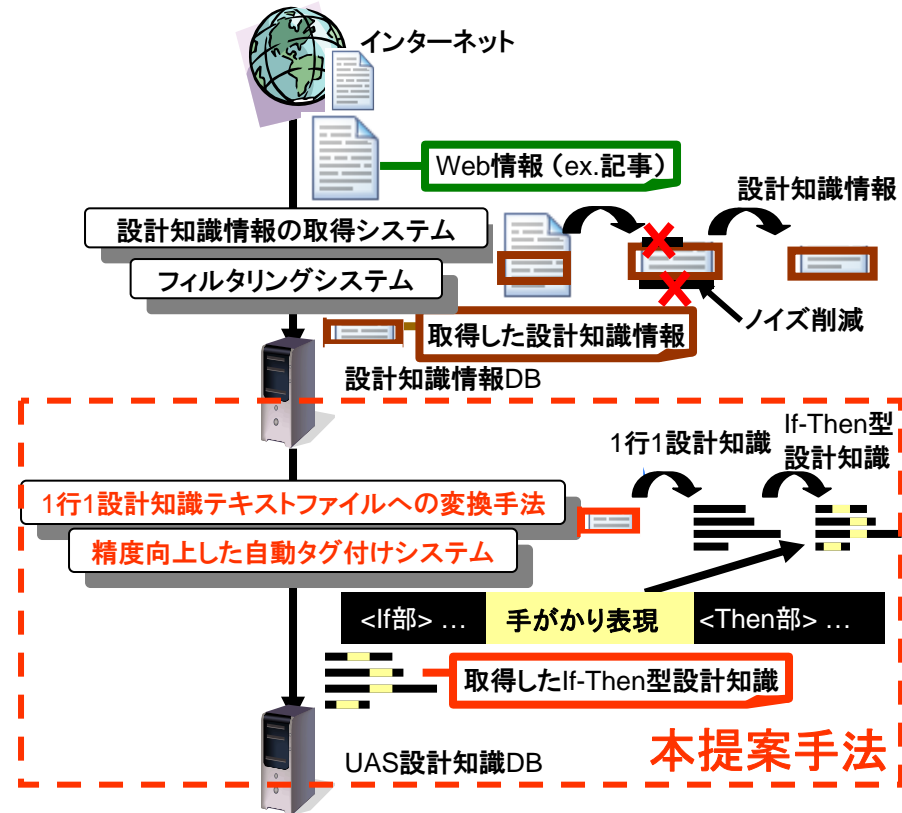 インターネット
Web情報（ex.記事）
設計知識情報
設計知識情報の取得システム
フィルタリングシステム
ノイズ削減
取得した設計知識情報
設計知識情報DB
If-Then型
設計知識
1行1設計知識
1行1設計知識テキストファイルへの変換手法
精度向上した自動タグ付けシステム
<If部> … 手がかり表現 <Then部> …
取得したIf-Then型設計知識
本提案手法
UAS設計知識DB